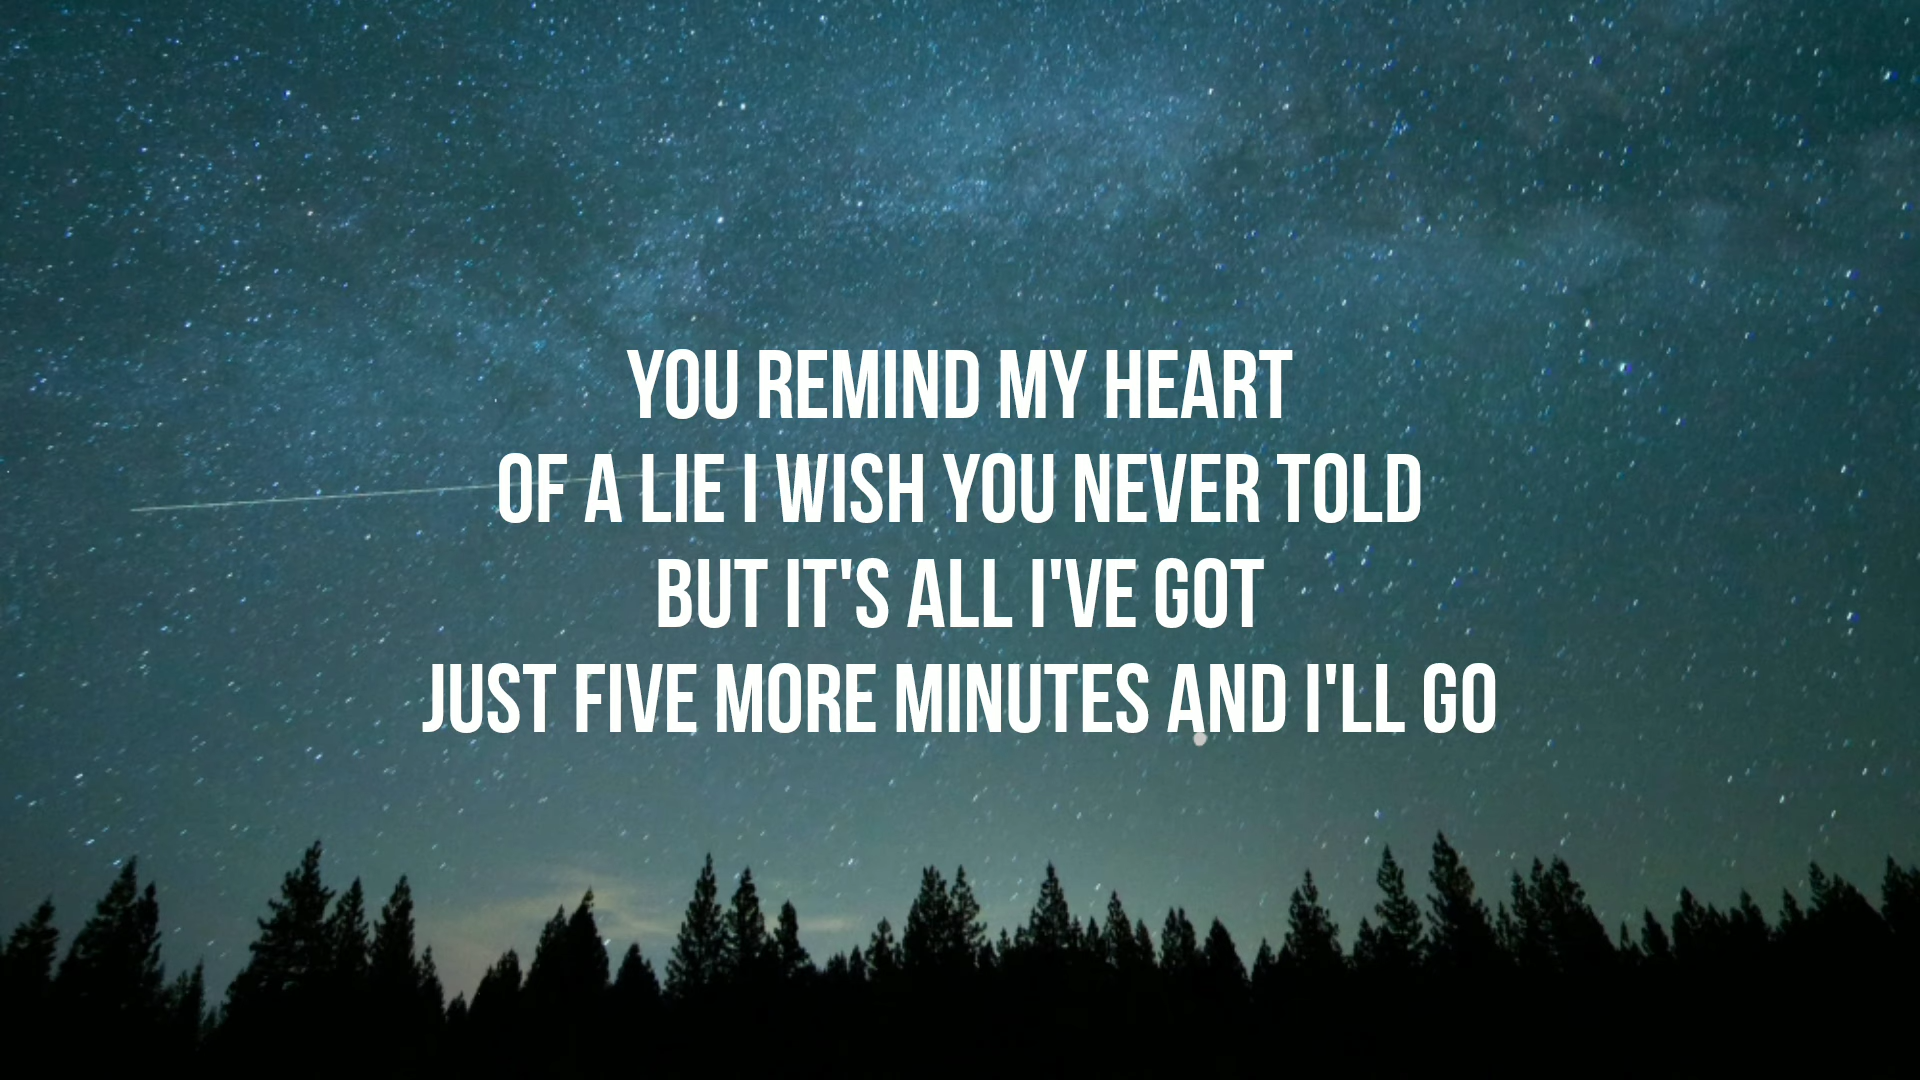 YOU REMIND MY HEART
OF A LIE I WISH YOU NEVER TOLD
BUT IT'S ALL I'VE GOT
JUST FIVE MORE MINUTES AND I'LL GO